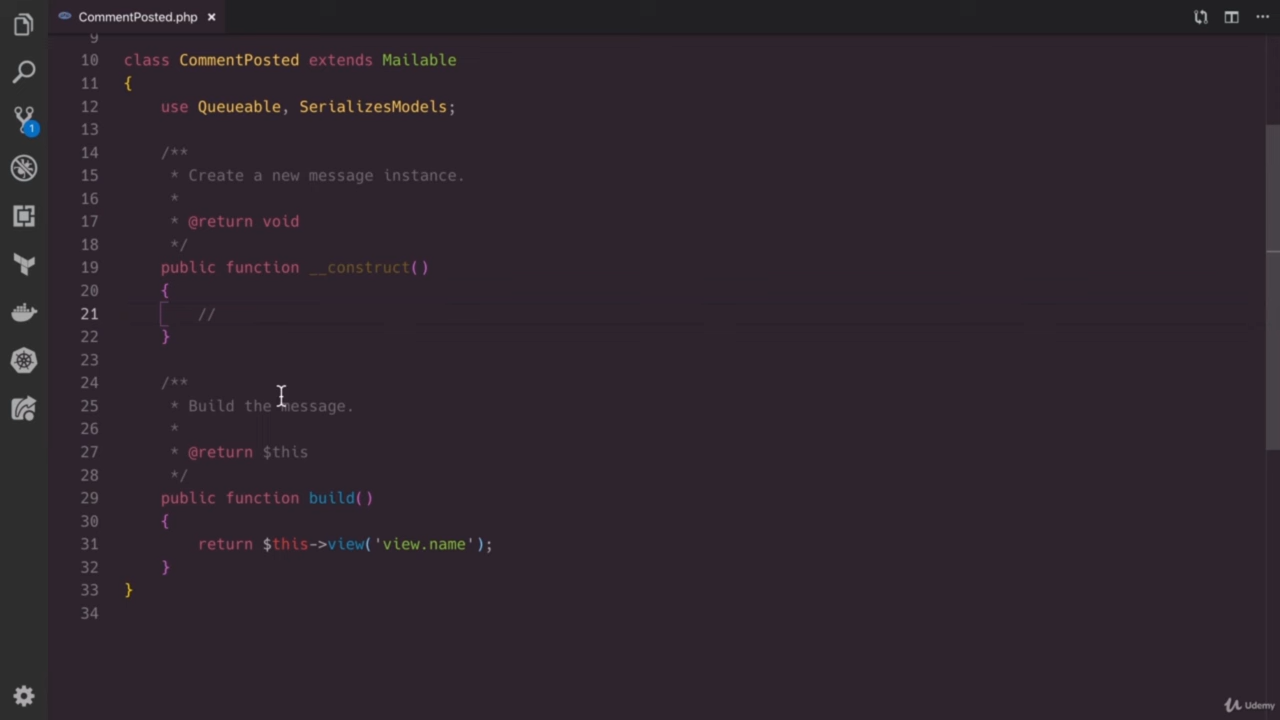 CommentPosted.php ×
9
10 class CommentPosted extends Mailable
11 {
12     use Queueable, SerializesModels;
13
14     /**
15      * Create a new message instance.
16      *
17      * @return void
18      */
19     public function __construct()
20     {
21         //
22     }
23
24     /**
25      * Build the message.
26      *
27      * @return $this
28      */
29     public function build()
30     {
31         return $this->view('view.name');
32     }
33 }
34
1
Udemy